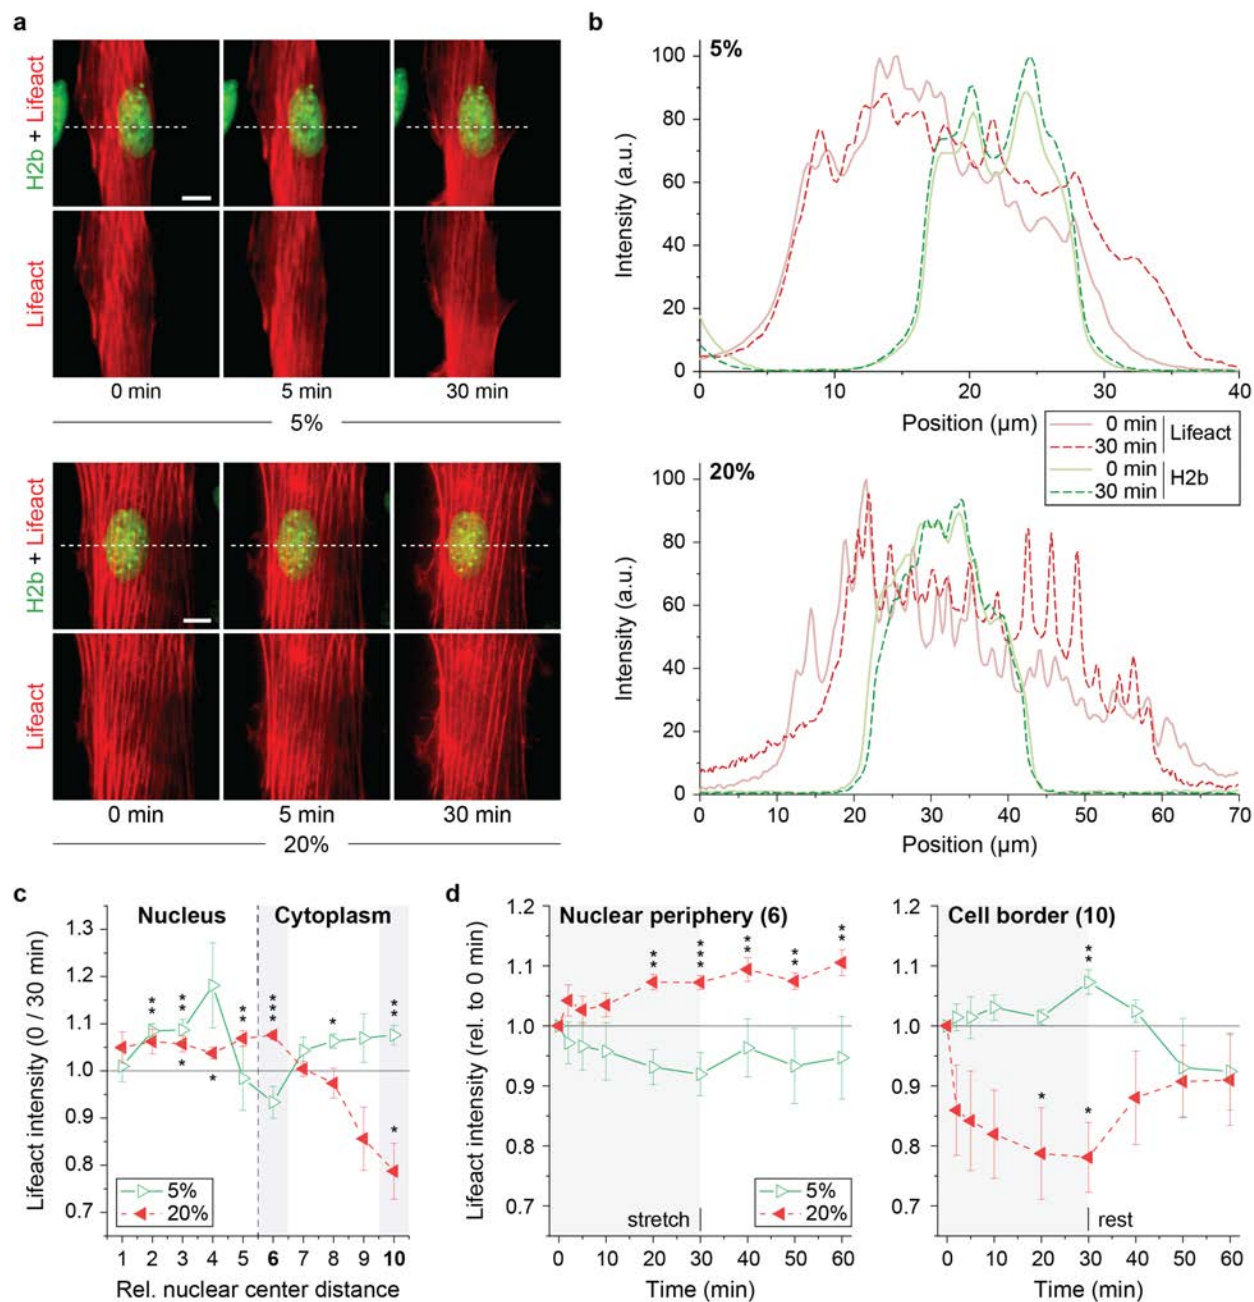 a
H2b + Lifeact
Lifeact
0 min
5 min
30 min
5%
H2b + Lifeact
Lifeact
0 min
5 min
30 min
20%
b
5%
Intensity (a.u.)
100
80
60
40
20
0
0
10
20
30
40
Position (µm)
0 min
30 min
Lifeact
0 min
30 min
H2b
20%
Intensity (a.u.)
100
80
60
40
20
0
0
10
20
30
40
50
60
70
Position (µm)
c
Nucleus
Cytoplasm
Lifeact intensity (0 / 30 min)
1.3
1.2
1.1
1.0
0.9
0.8
0.7
** ** ** *** * **
* * *
5%
20%
1 2 3 4 5 6 7 8 9 10
Rel. nuclear center distance
d
Nuclear periphery (6)
Lifeact intensity (rel. to 0 min)
1.2
1.1
1.0
0.9
0.8
0.7
** *** ** ** **
stretch
5%
20%
0 10 20 30 40 50 60
Time (min)
Cell border (10)
1.2
1.1
1.0
0.9
0.8
0.7
**
* *
rest
0 10 20 30 40 50 60
Time (min)